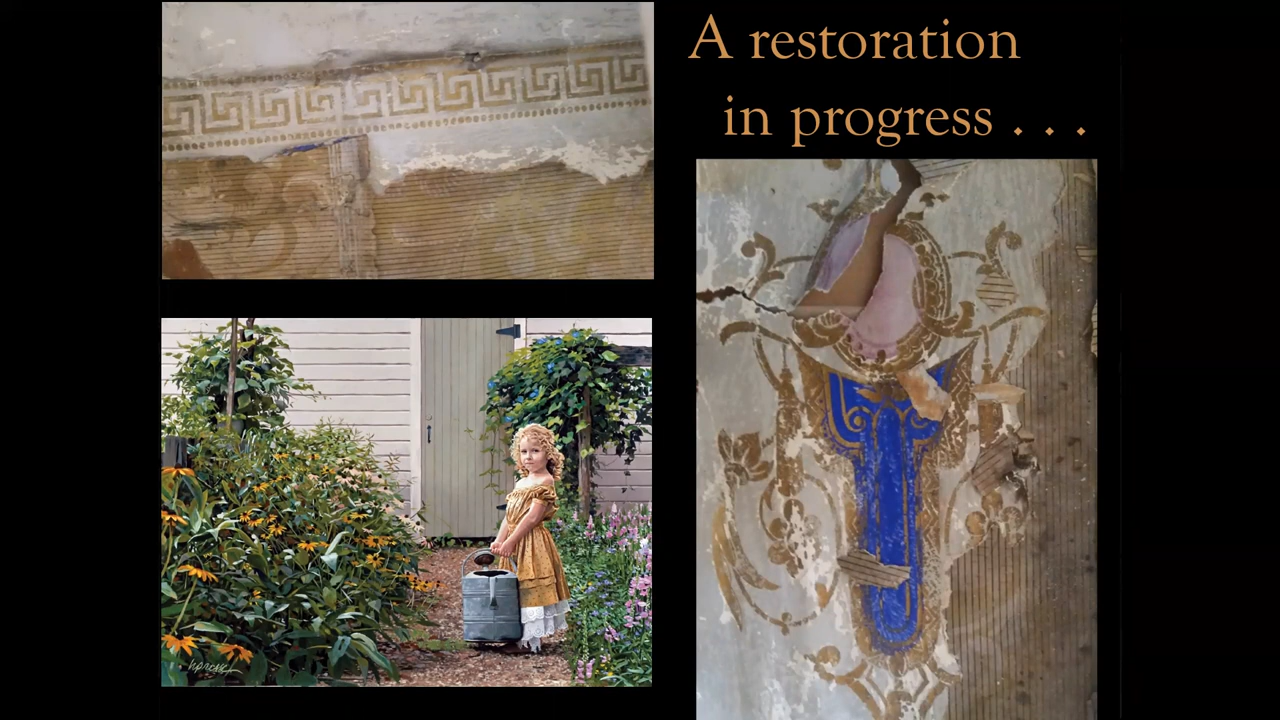 A restoration
in progress . . .